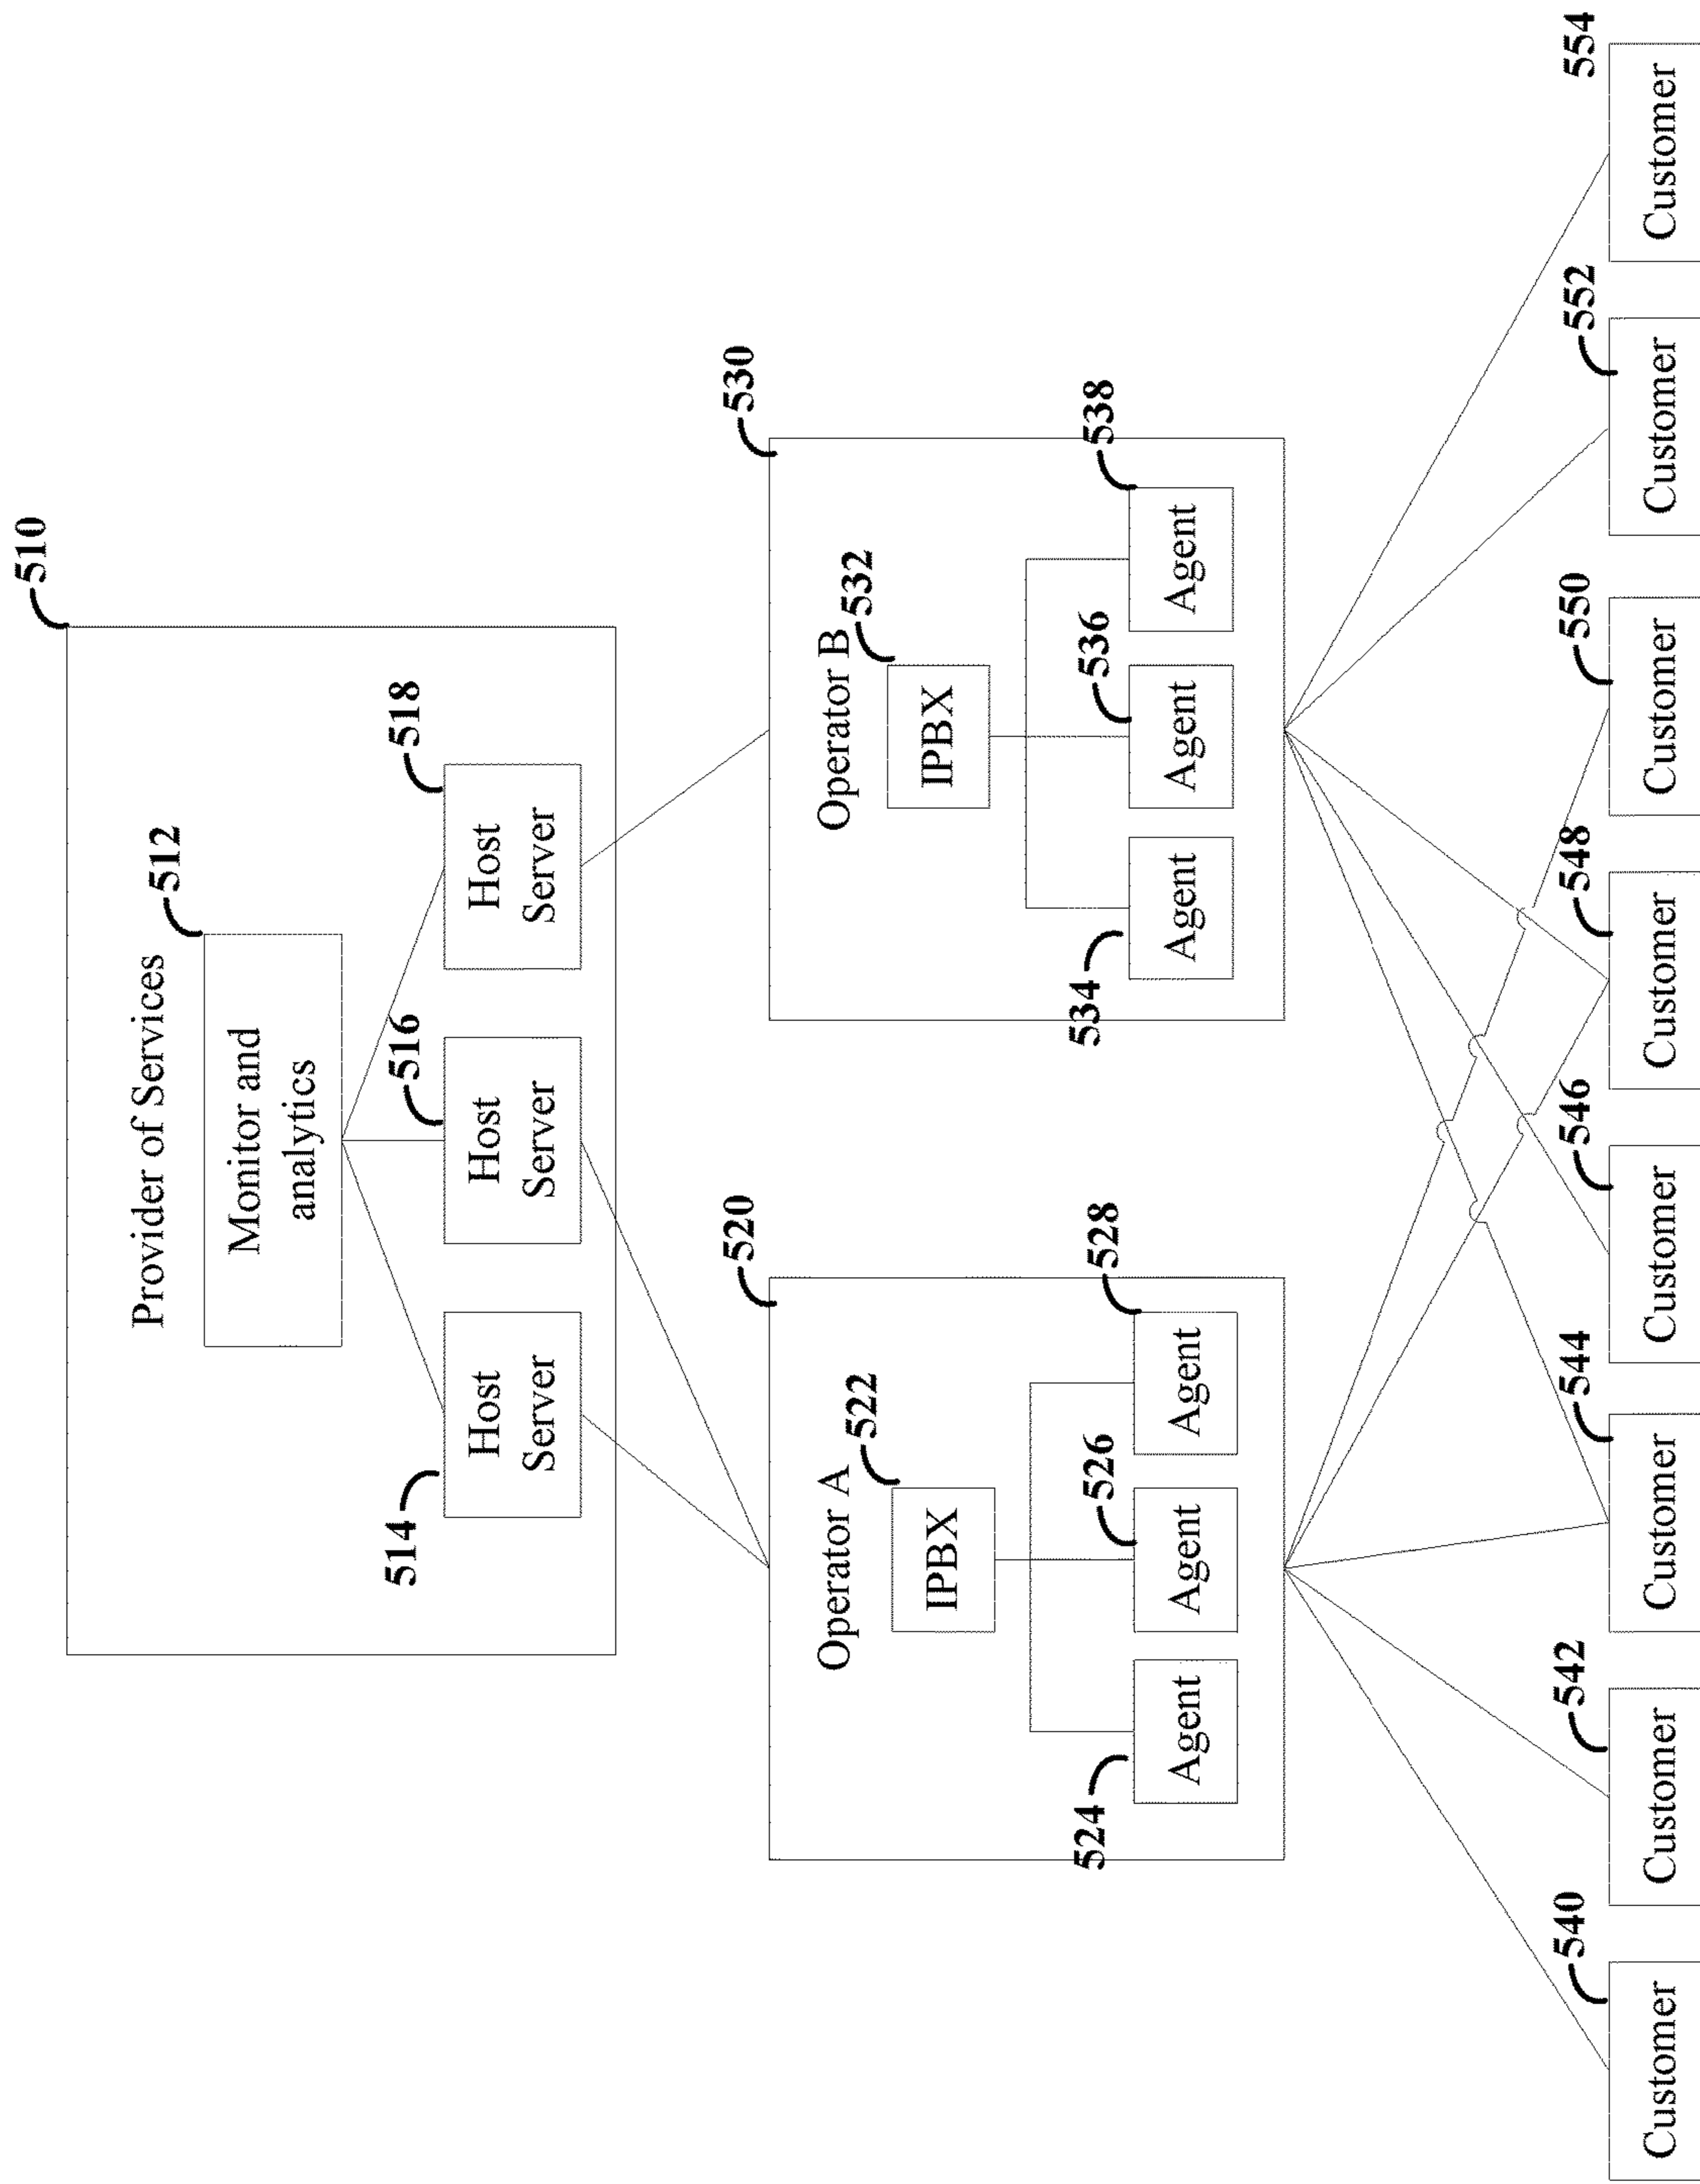 510
Provider of Services
512
Monitor and
analytics
514
Host
Server
516
Host
Server
518
Host
Server
520
Operator A
522
IPBX
524
Agent
526
Agent
528
Agent
530
Operator B
532
IPBX
534
Agent
536
Agent
538
Agent
540
Customer
542
Customer
544
Customer
546
Customer
548
Customer
550
Customer
552
Customer
554
Customer